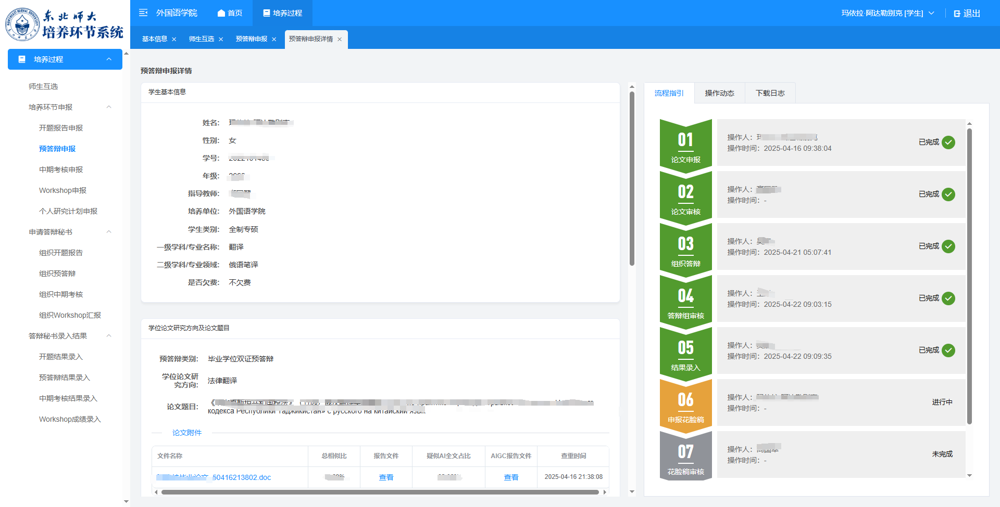 东北师大
培养环节系统
外国语学院
首页
培养过程
玛依拉·阿达勒别克 [学生]
退出
基本信息 ×
师生互选 ×
预答辩申报 ×
预答辩申报详情 ×
培养过程
师生互选
培养环节申报
开题报告申报
预答辩申报
中期考核申报
Workshop申报
个人研究计划申报
申请答辩秘书
组织开题报告
组织预答辩
组织中期考核
组织Workshop汇报
答辩秘书录入结果
开题结果录入
预答辩结果录入
中期考核结果录入
Workshop成绩录入
预答辩申报详情
学生基本信息
姓名:
性别: 女
学号:
年级:
指导教师:
培养单位: 外国语学院
学生类别: 全制专硕
一级学科/专业名称: 翻译
二级学科/专业领域: 俄语笔译
是否欠费: 不欠费
学位论文研究方向及论文题目
预答辩类别: 毕业学位双证预答辩
学位论文研
究方向:
法律翻译
论文题目:
кодекса Республики Таджикистан» с русского на китайский
论文附件
文件名称 总相似比 报告文件 疑似AI全文占比 AIGC报告文件 查重时间
50416213802.doc 查看 查看 2025-04-16 21:38:08
流程指引 操作动态 下载日志
01
论文申报
操作人:
操作时间: 2025-04-16 09:38:04
已完成
02
论文审核
操作人:
操作时间: -
已完成
03
组织答辩
操作人:
操作时间: 2025-04-21 05:07:41
已完成
04
答辩组审核
操作人:
操作时间: 2025-04-22 09:03:15
已完成
05
结果录入
操作人:
操作时间: 2025-04-22 09:09:35
已完成
06
申报花脸稿
操作人:
操作时间: -
进行中
07
花脸稿审核
操作人:
操作时间: -
未完成